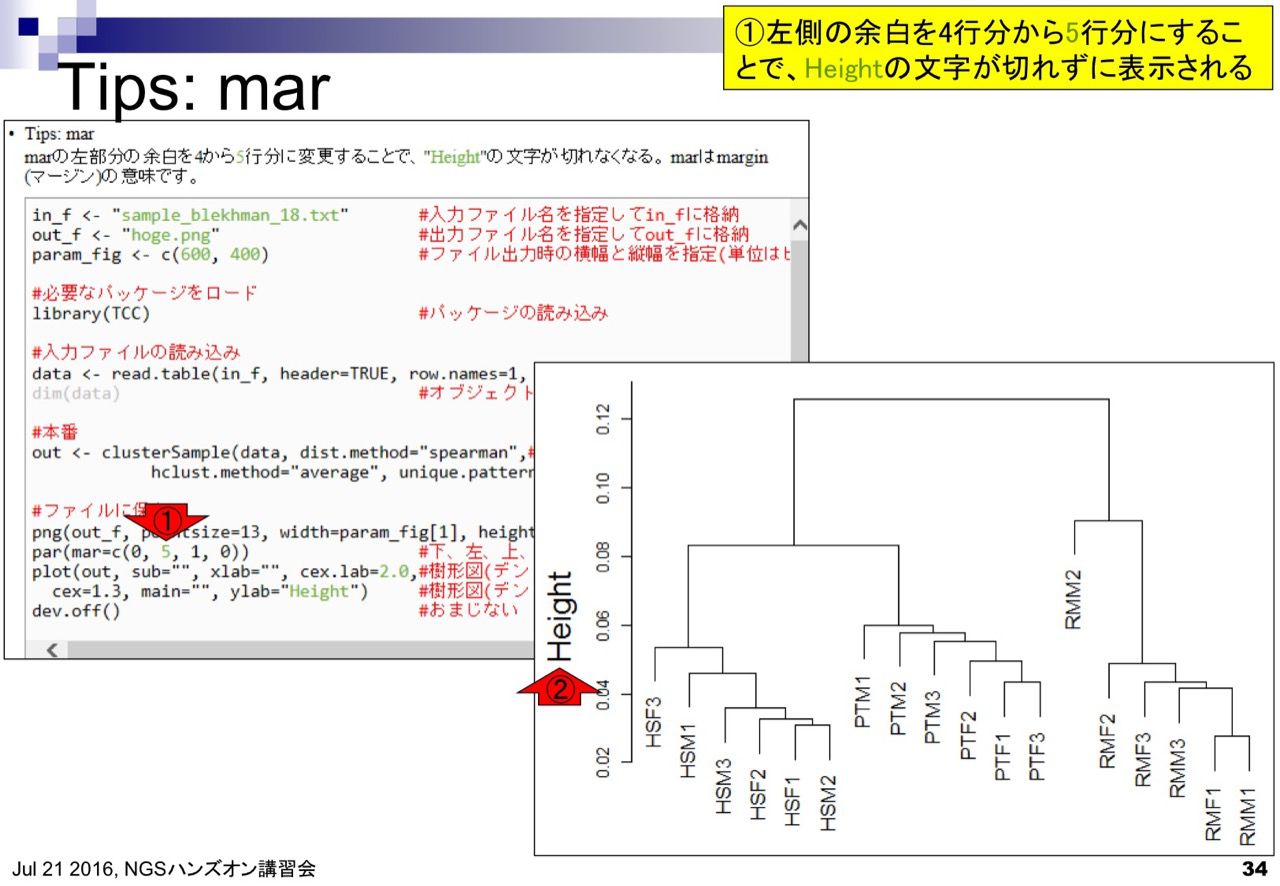 ①左側の余白を4行分から5行分にするこ
とで、Heightの文字が切れずに表示される
Tips: mar
• Tips: mar
marの左部分の余白を4から5行分に変更することで、"Height"の文字が切れなくなる。marはmargin
(マージン)の意味です。
in_f <- "sample_blekhman_18.txt" #入力ファイル名を指定してin_fに格納
out_f <- "hoge.png" #出力ファイル名を指定してout_fに格納
param_fig <- c(600, 400) #ファイル出力時の横幅と縦幅を指定(単位はピ
#必要なパッケージをロード
library(TCC) #パッケージの読み込み
#入力ファイルの読み込み
data <- read.table(in_f, header=TRUE, row.names=1,
dim(data) #オブジェクト
#本番
out <- clusterSample(data, dist.method="spearman",#
hclust.method="average", unique.pattern
#ファイルに保
①
png(out_f, pointsize=13, width=param_fig[1], height
par(mar=c(0, 5, 1, 0)) #下、左、上、
plot(out, sub="", xlab="", cex.lab=2.0,#樹形図(デン
cex=1.3, main="", ylab="Height") #樹形図(デン
dev.off() #おまじない
②
Height
0.12
0.10
0.08
0.06
0.04
0.02
HSF3
HSM1
HSM3
HSF2
HSF1
HSM2
PTM1
PTM2
PTM3
PTF2
PTF1
PTF3
RMM2
RMF2
RMF3
RMM3
RMF1
RMM1
Jul 21 2016, NGSハンズオン講習会
34